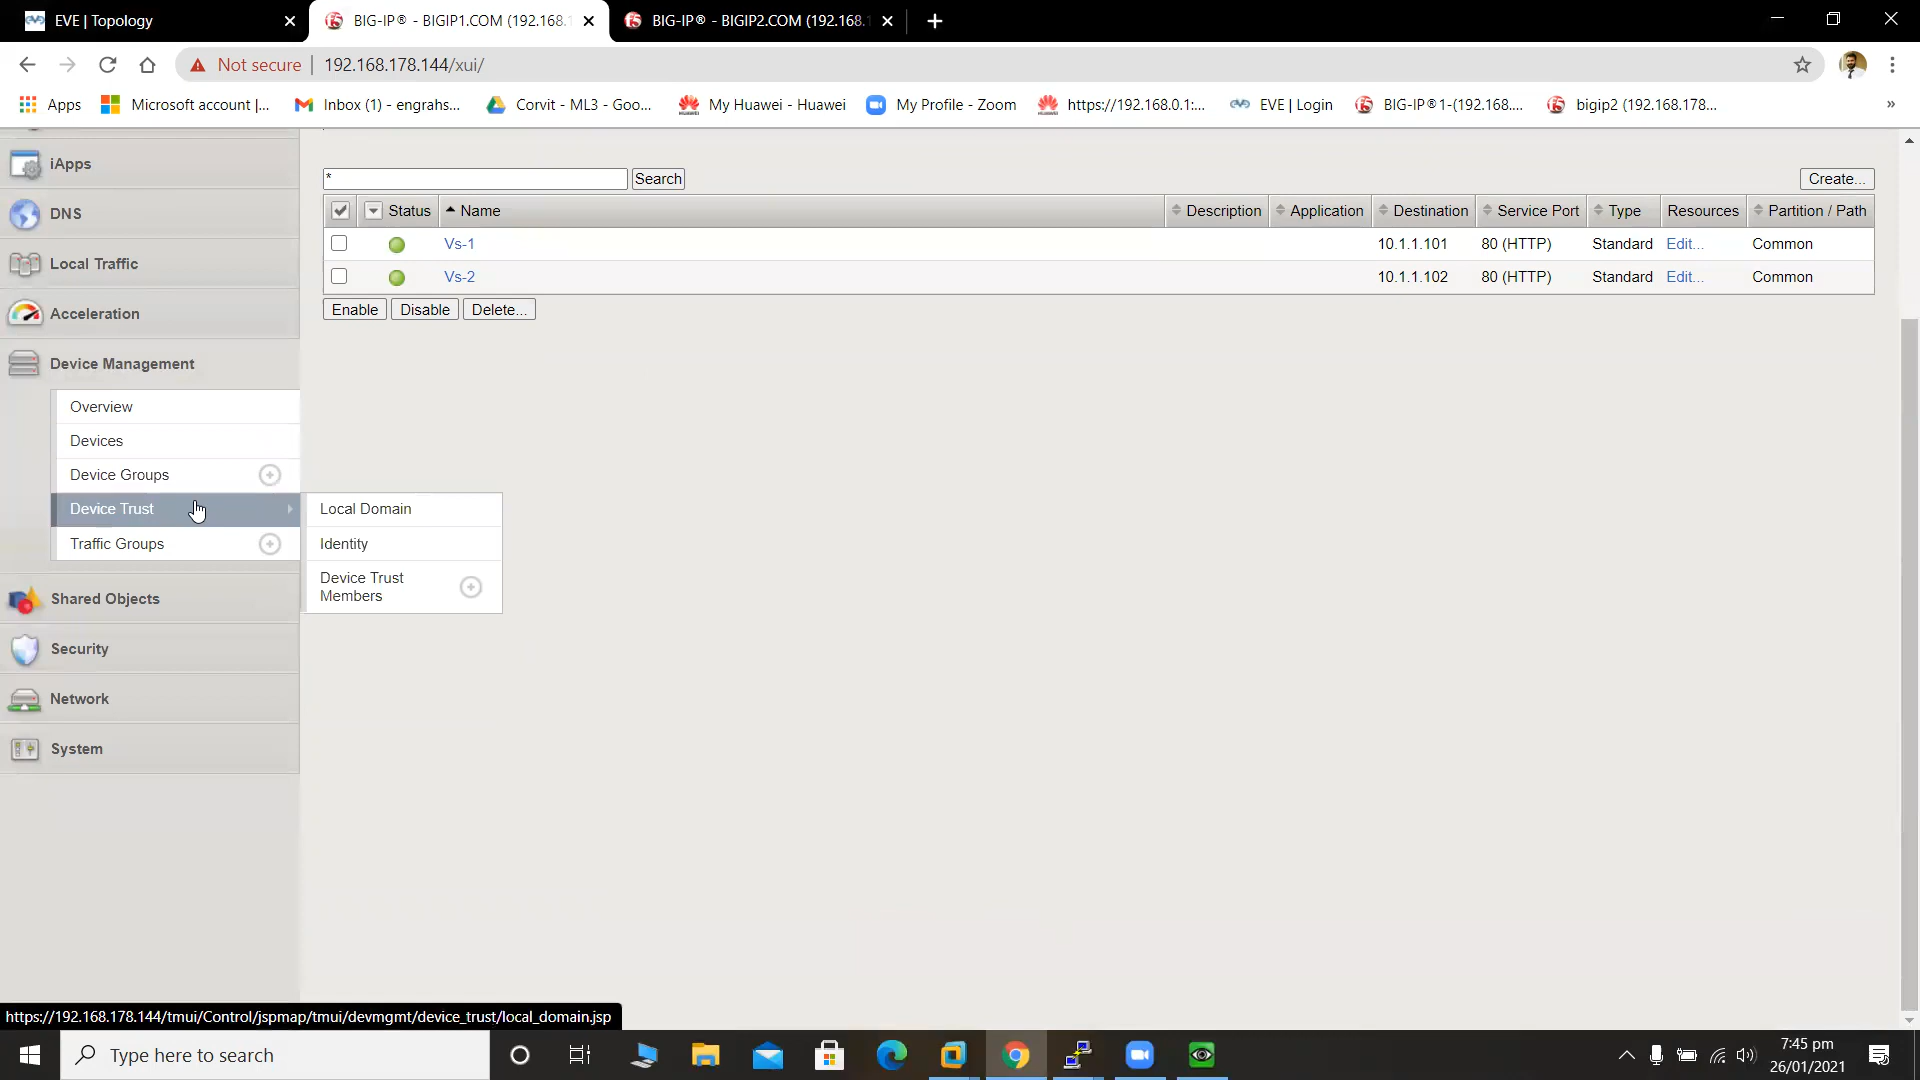 EVE | Topology
BIG-IP® - BIGIP1.COM (192.168.
BIG-IP® - BIGIP2.COM (192.168.1
Not secure
192.168.178.144/xui/
Apps
Microsoft account |...
Inbox (1) - engrahs...
Corvit - ML3 - Goo...
My Huawei - Huawei
My Profile - Zoom
https://192.168.0.1:...
EVE | Login
BIG-IP®1-(192.168....
bigip2 (192.168.178...
»
iApps
DNS
Local Traffic
Acceleration
Device Management
Overview
Devices
Device Groups
Device Trust
Traffic Groups
Local Domain
Identity
Device Trust
Members
Shared Objects
Security
Network
System
*
Search
Create...
Status Name Description Application Destination Service Port Type Resources Partition / Path
Vs-1 10.1.1.101 80 (HTTP) Standard Edit... Common
Vs-2 10.1.1.102 80 (HTTP) Standard Edit... Common
Enable Disable Delete...
https://192.168.178.144/tmui/Control/jspmap/tmui/devmgmt/device_trust/local_domain.jsp
Type here to search
7:45 pm
26/01/2021